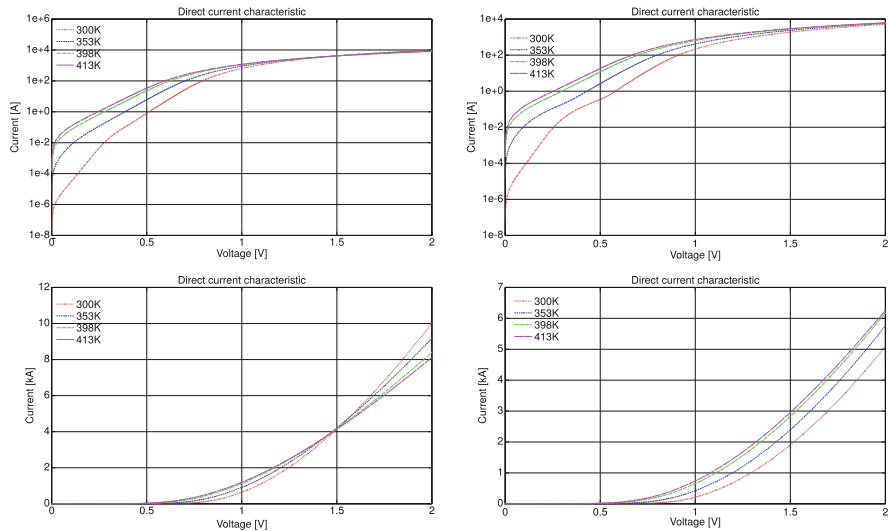 Direct current characteristic
1e+6
1e+4
1e+2
1e+0
1e-2
1e-4
1e-6
1e-8
Current [A]
300K
353K
398K
413K
0
0.5
1
1.5
2
Voltage [V]
Direct current characteristic
1e+4
1e+2
1e+0
1e-2
1e-4
1e-6
1e-8
Current [A]
300K
353K
398K
413K
0
0.5
1
1.5
2
Voltage [V]
Direct current characteristic
12
10
8
6
4
2
0
Current [kA]
300K
353K
398K
413K
0
0.5
1.0
1.5
2
Voltage [V]
Direct current characteristic
7
6
5
4
3
2
1
0
Current [kA]
300K
353K
398K
413K
0
0.5
1
1.5
2
Voltage [V]